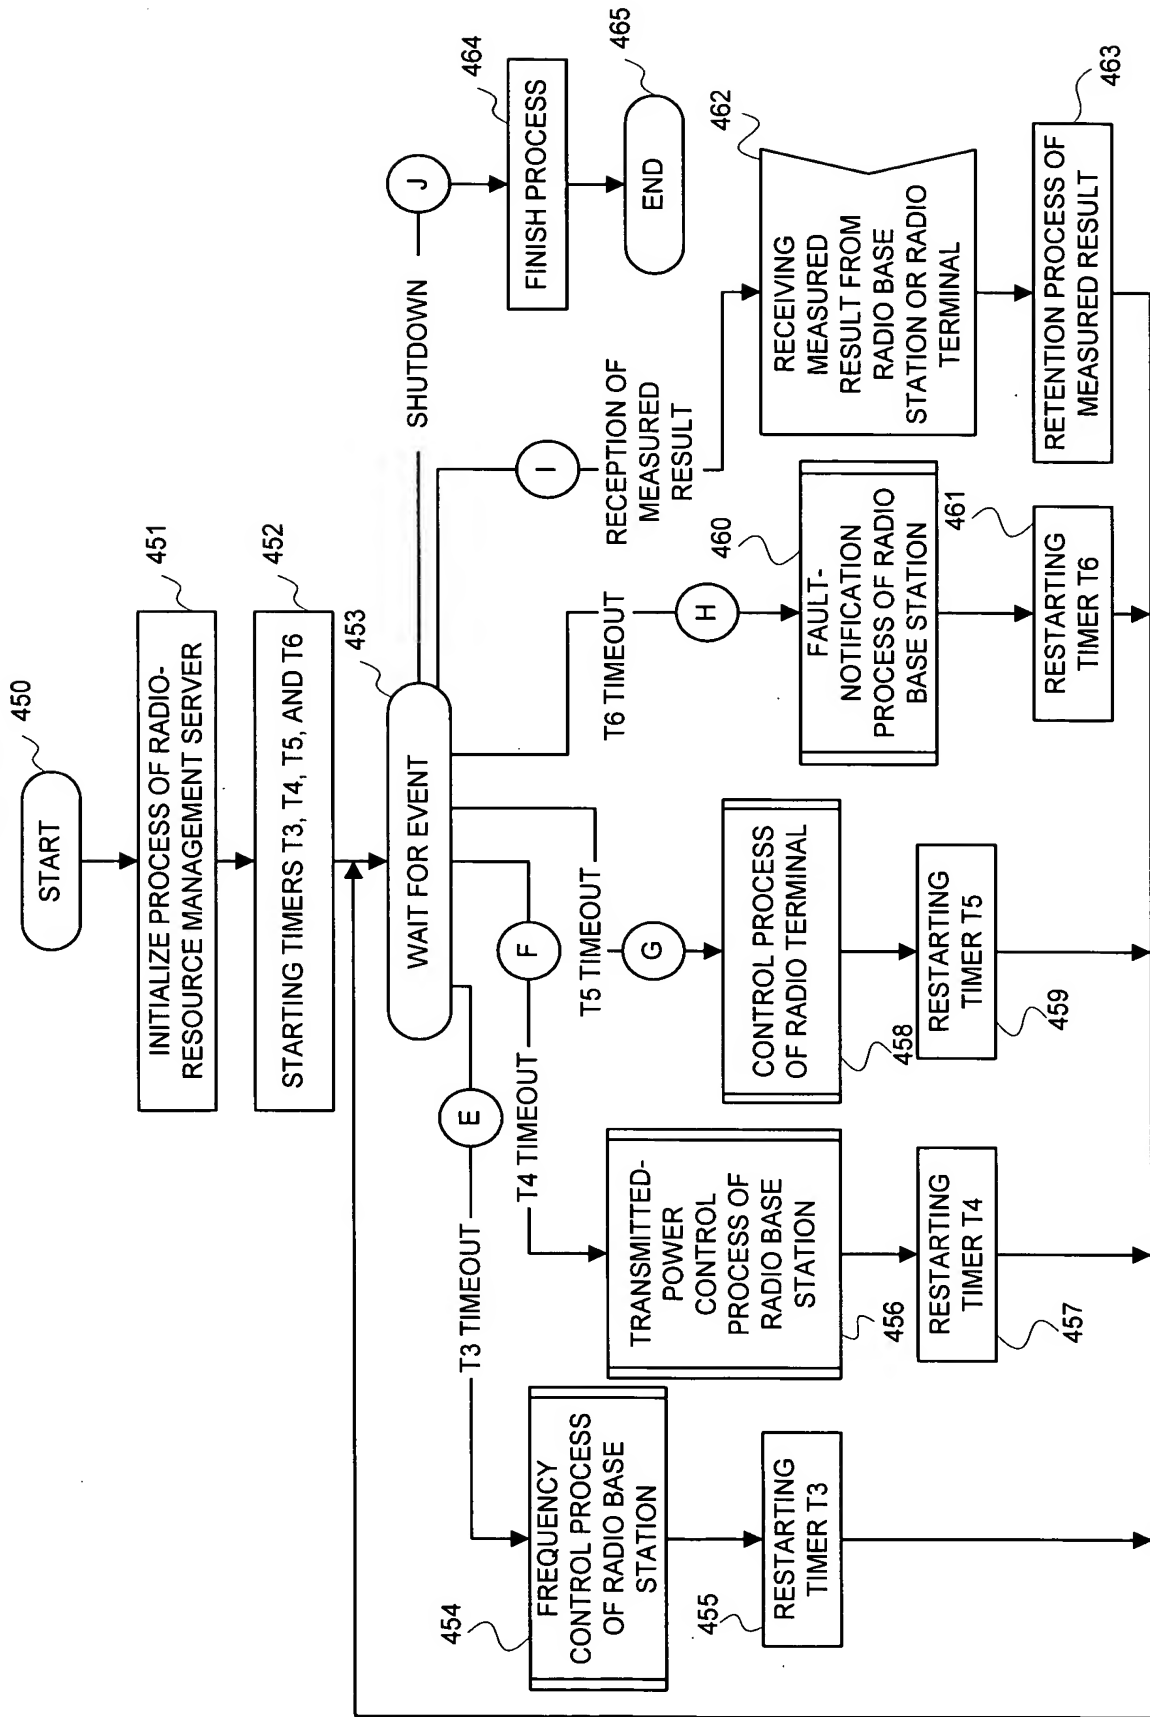 START
450
INITIALIZE PROCESS OF RADIO-
RESOURCE MANAGEMENT SERVER
451
STARTING TIMERS T3, T4, T5, AND T6
452
WAIT FOR EVENT
453
E
T3 TIMEOUT
FREQUENCY
CONTROL PROCESS
OF RADIO BASE
STATION
454
RESTARTING
TIMER T3
455
F
T4 TIMEOUT
TRANSMITTED-
POWER
CONTROL
PROCESS OF
RADIO BASE
STATION
456
RESTARTING
TIMER T4
457
T5 TIMEOUT
G
CONTROL PROCESS
OF RADIO TERMINAL
458
RESTARTING
TIMER T5
459
T6 TIMEOUT
H
FAULT-
NOTIFICATION
PROCESS OF RADIO
BASE STATION
460
RESTARTING
TIMER T6
461
I
RECEPTION OF
MEASURED
RESULT
RECEIVING
MEASURED
RESULT FROM
RADIO BASE
STATION OR RADIO
TERMINAL
462
RETENTION PROCESS OF
MEASURED RESULT
463
SHUTDOWN
J
FINISH PROCESS
464
END
465